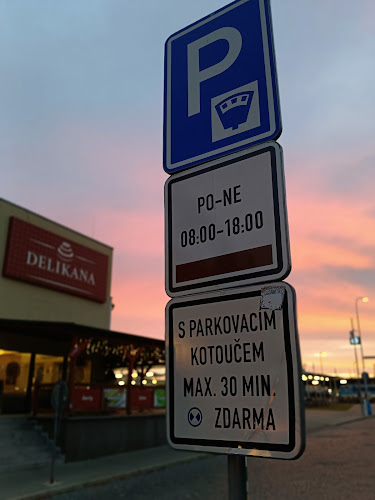 P
PO-NE
08:00-18:00
S PARKOVACÍM
KOTOUČEM
MAX. 30 MIN
ZDARMA
DELIKANA